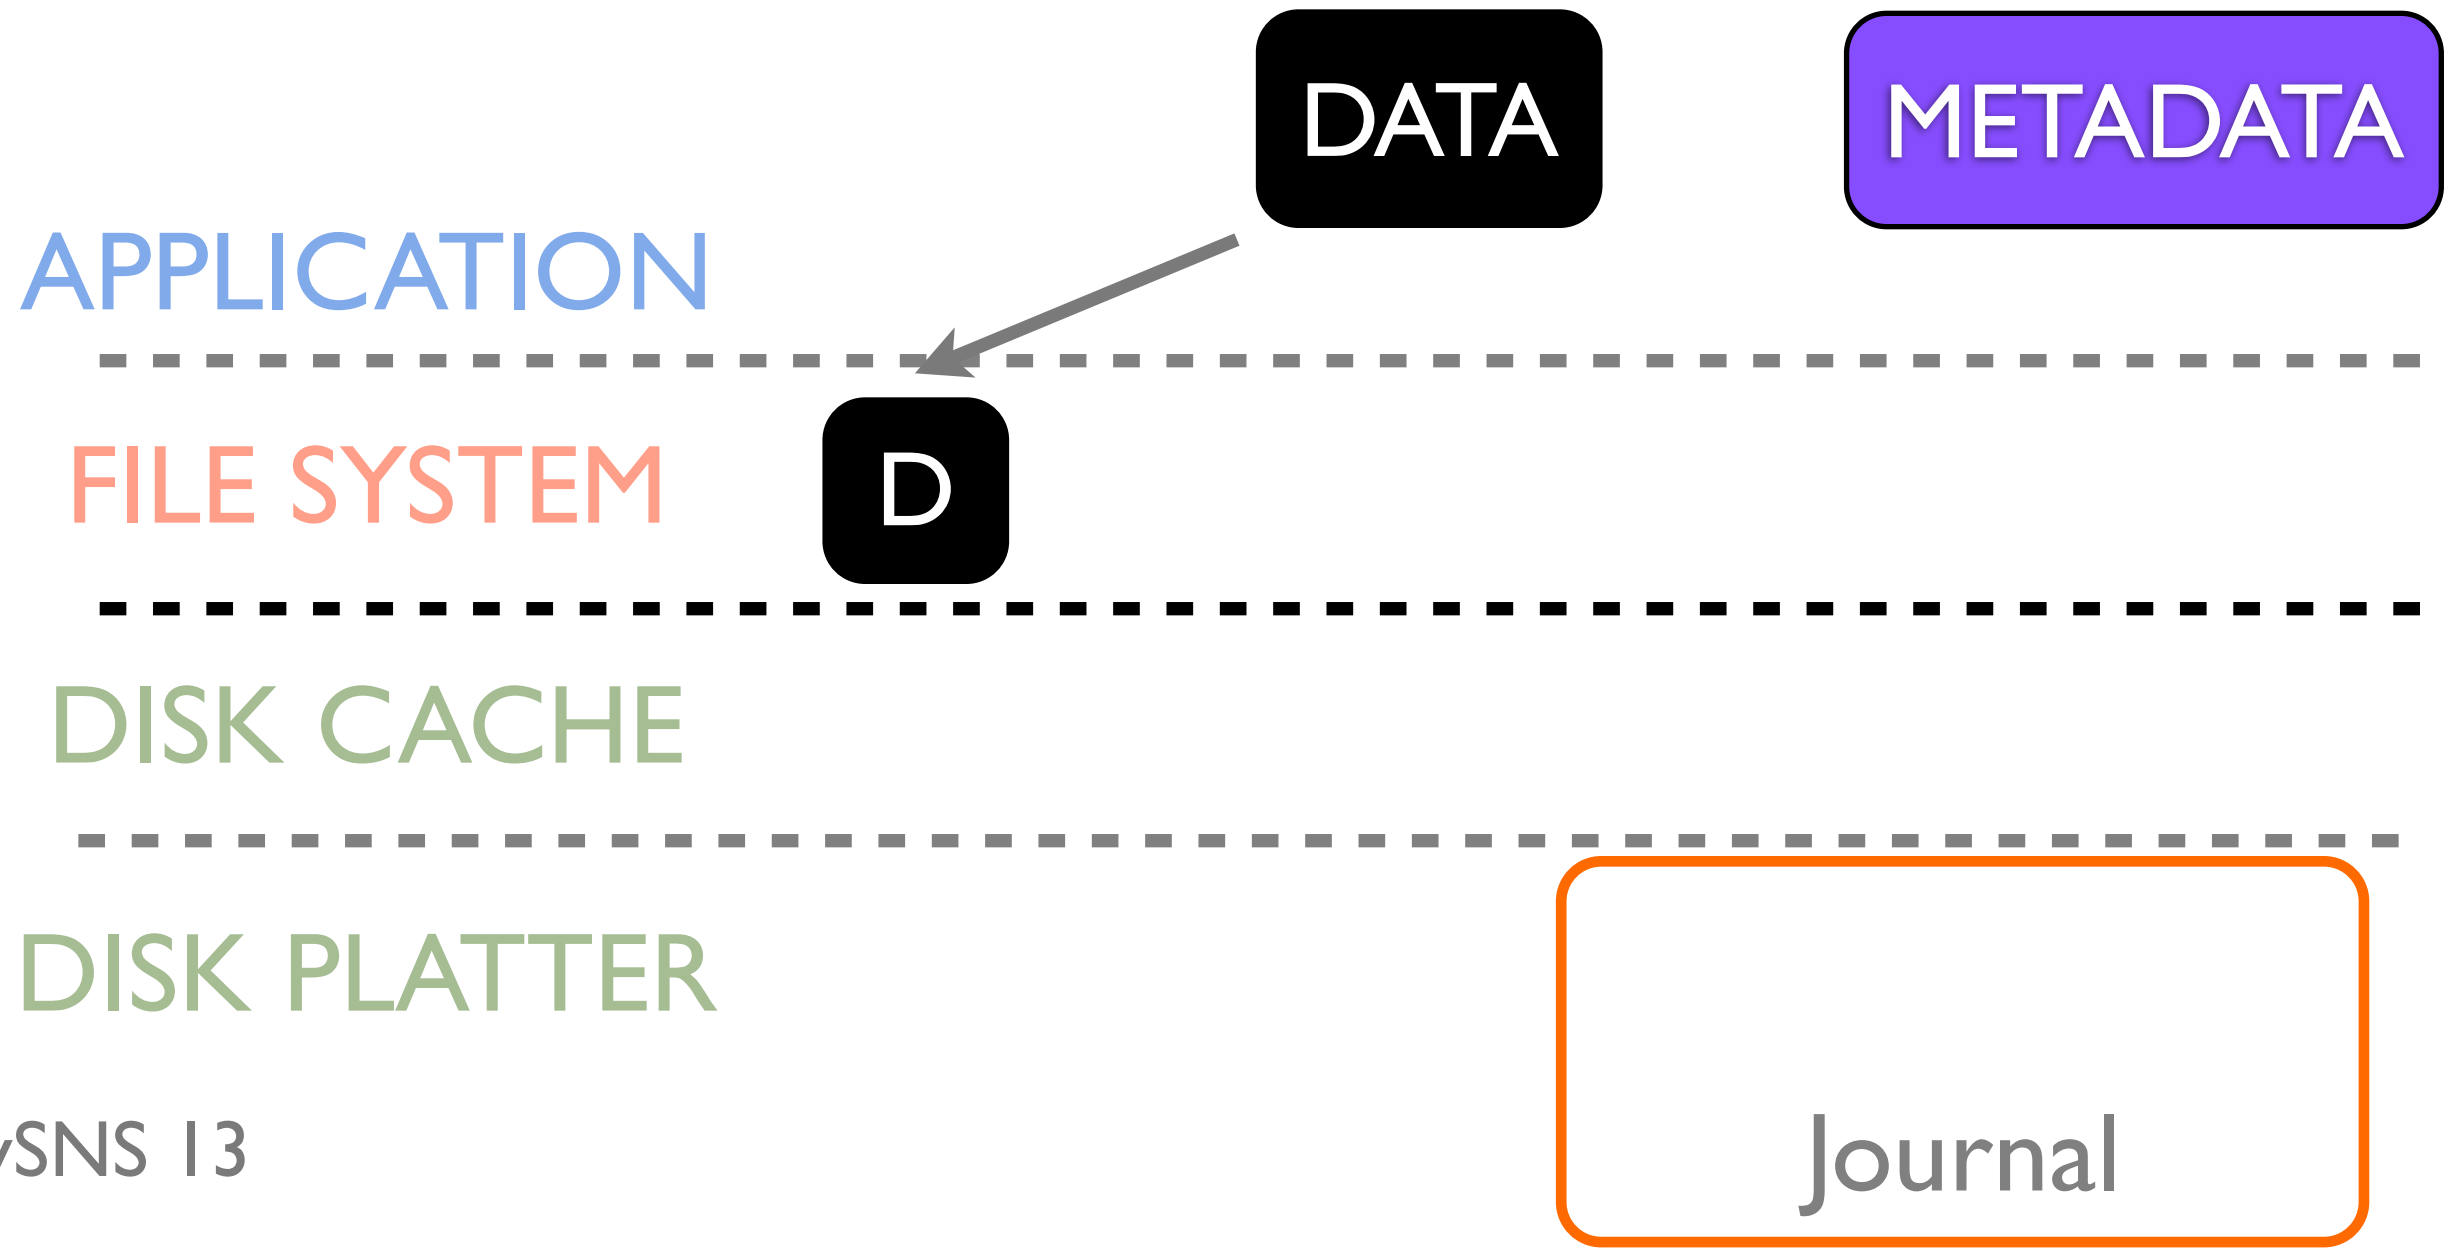 DATA
METADATA
APPLICATION
FILE SYSTEM
D
DISK CACHE
DISK PLATTER
SNS 13
Journal